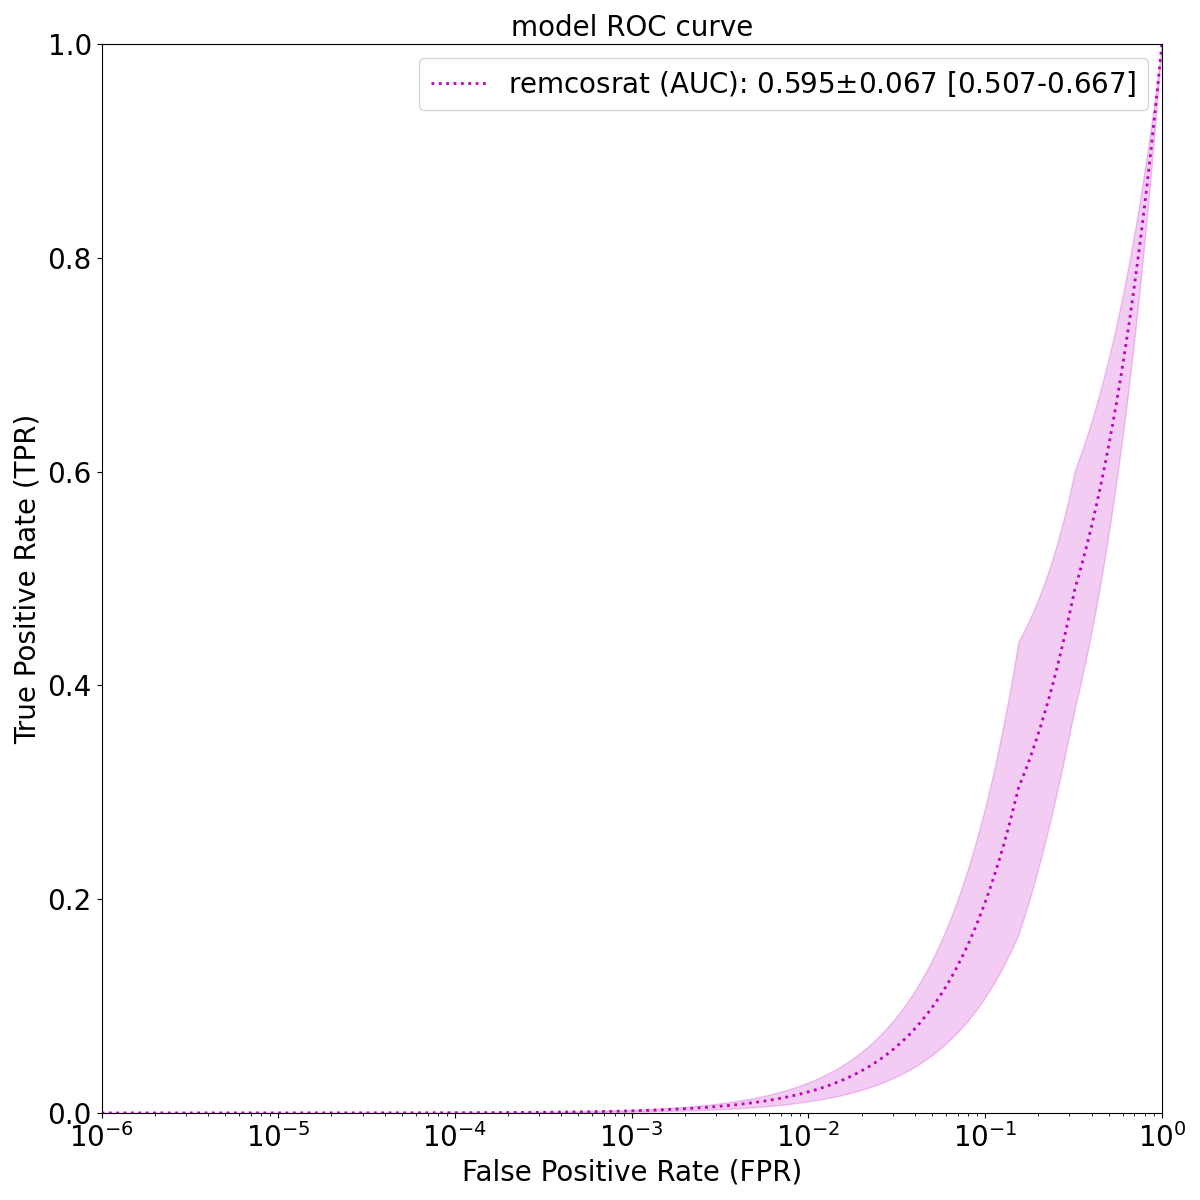 model ROC curve
remcosrat (AUC): 0.595±0.067 [0.507-0.667]
True Positive Rate (TPR)
1.0
0.8
0.6
0.4
0.2
0.0
10⁻⁶ 10⁻⁵ 10⁻⁴ 10⁻³ 10⁻² 10⁻¹ 10⁰
False Positive Rate (FPR)